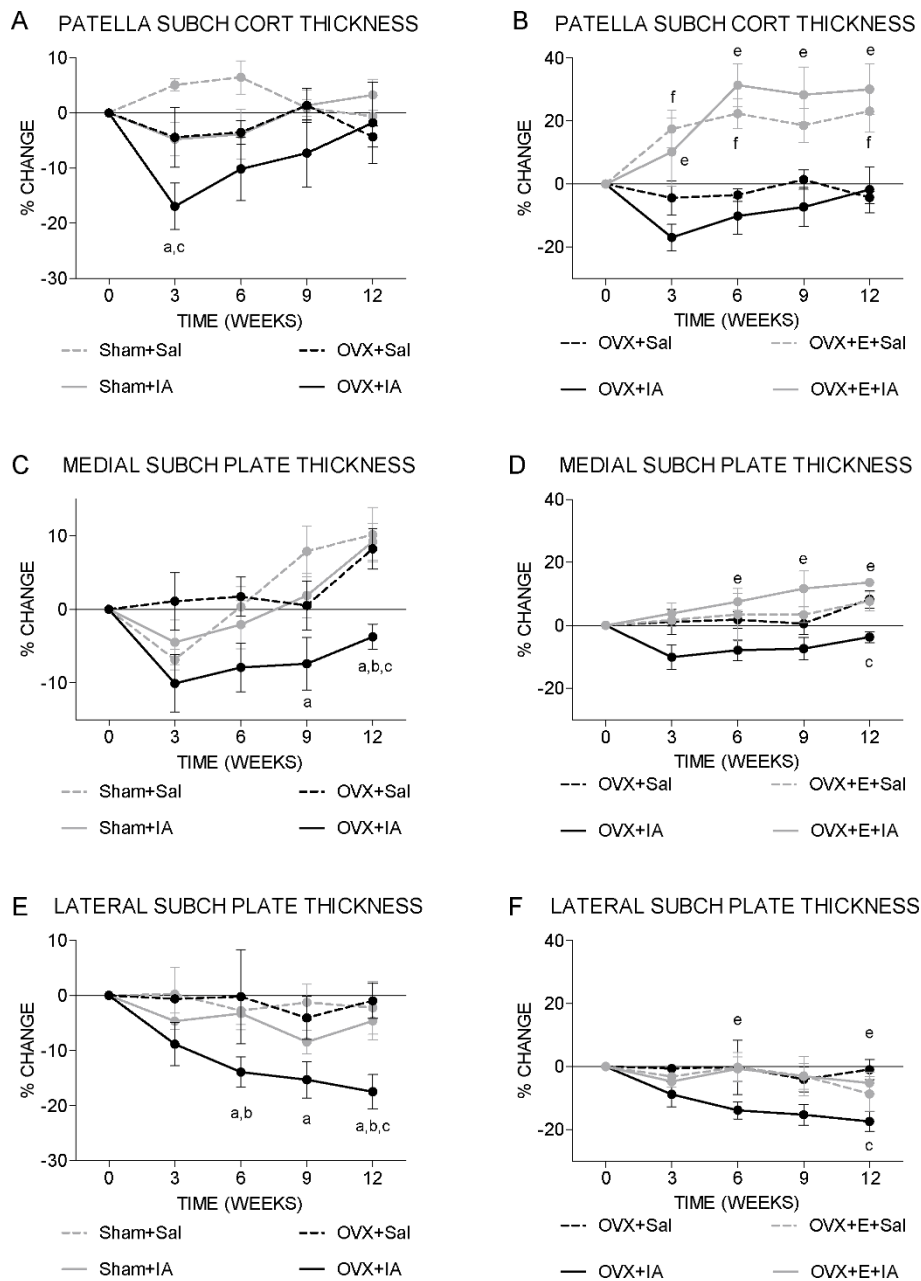 A PATELLA SUBCH CORT THICKNESS
10
0
-10
-20
-30
% CHANGE
a,c
0 3 6 9 12
TIME (WEEKS)
Sham+Sal OVX+Sal
Sham+IA OVX+IA
B PATELLA SUBCH CORT THICKNESS
40
20
0
-20
% CHANGE
e e e
f
e f f
0 3 6 9 12
TIME (WEEKS)
OVX+Sal OVX+E+Sal
OVX+IA OVX+E+IA
C MEDIAL SUBCH PLATE THICKNESS
10
0
-10
% CHANGE
a,b,c
a
0 3 6 9 12
TIME (WEEKS)
Sham+Sal OVX+Sal
Sham+IA OVX+IA
D MEDIAL SUBCH PLATE THICKNESS
40
20
0
-20
% CHANGE
e e e
c
0 3 6 9 12
TIME (WEEKS)
OVX+Sal OVX+E+Sal
OVX+IA OVX+E+IA
E LATERAL SUBCH PLATE THICKNESS
10
0
-10
-20
-30
% CHANGE
a,b a a,b,c
0 3 6 9 12
TIME (WEEKS)
Sham+Sal OVX+Sal
Sham+IA OVX+IA
F LATERAL SUBCH PLATE THICKNESS
40
20
0
-20
% CHANGE
e e
c
0 3 6 9 12
TIME (WEEKS)
OVX+Sal OVX+E+Sal
OVX+IA OVX+E+IA